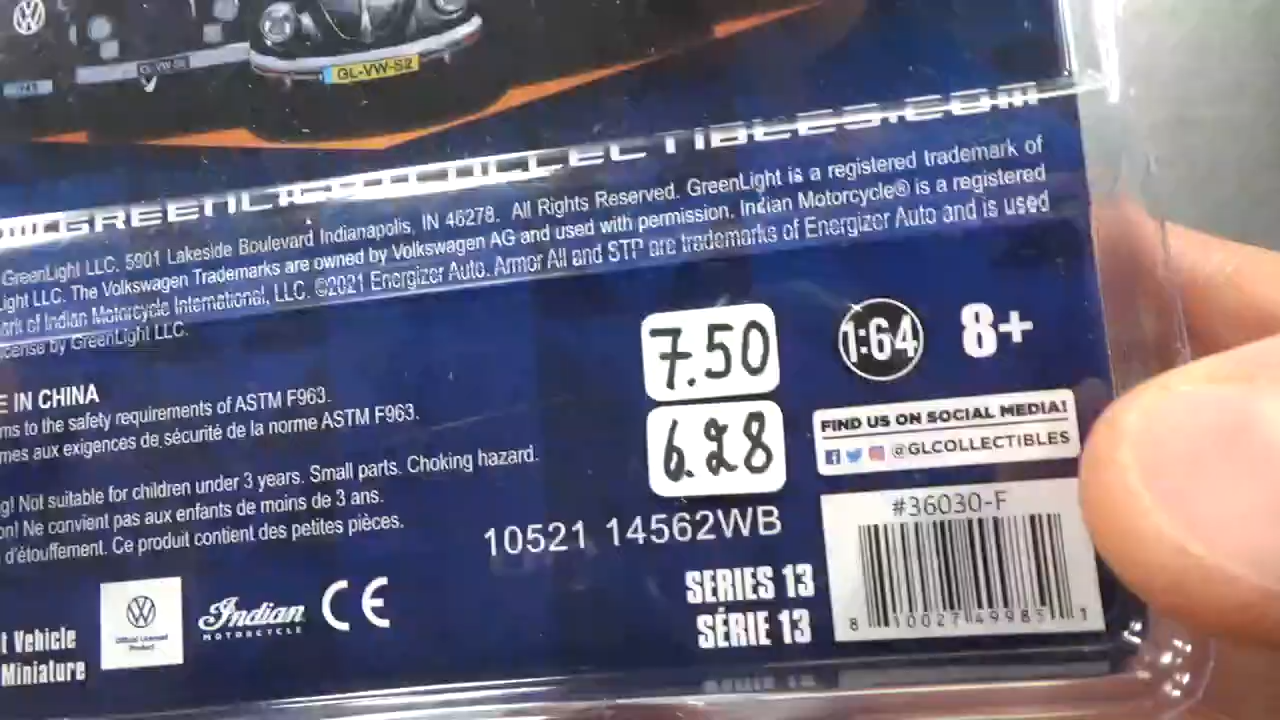 GL-VW-S2
GREENLIGHTCOLLECTIBLES.COM
GreenLight LLC. 5901 Lakeside Boulevard Indianapolis, IN 46278. All Rights Reserved. GreenLight is a registered trademark of
Light LLC. The Volkswagen Trademarks are owned by Volkswagen AG and used with permission. Indian Motorcycle® is a registered
ark of Indian Motorcycle International, LLC. ©2021 Energizer Auto. Armor All and STP are trademarks of Energizer Auto and is used
icense by GreenLight LLC.
7.50
1:64
8+
E IN CHINA
ms to the safety requirements of ASTM F963.
mes aux exigences de sécurité de la norme ASTM F963.
6.28
FIND US ON SOCIAL MEDIA!
@GLCOLLECTIBLES
g! Not suitable for children under 3 years. Small parts. Choking hazard.
on! Ne convient pas aux enfants de moins de 3 ans.
d'étouffement. Ce produit contient des petites pièces.
10521 14562WB
#36030-F
SERIES 13
SÉRIE 13
8 10027 49985 1
t Vehicle
Miniature
Official Licensed
Product
Indian
MOTORCYCLE
CE